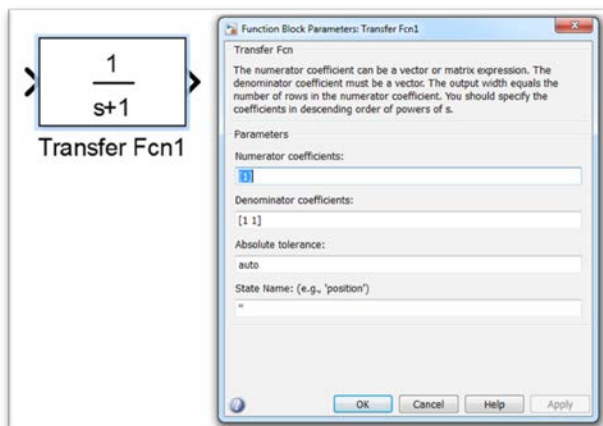 1
s+1
Transfer Fcn1
Function Block Parameters: Transfer Fcn1
Transfer Fcn
The numerator coefficient can be a vector or matrix expression. The
denominator coefficient must be a vector. The output width equals the
number of rows in the numerator coefficient. You should specify the
coefficients in descending order of powers of s.
Parameters
Numerator coefficients:
[1]
Denominator coefficients:
[1 1]
Absolute tolerance:
auto
State Name: (e.g., 'position')
''
OK Cancel Help Apply